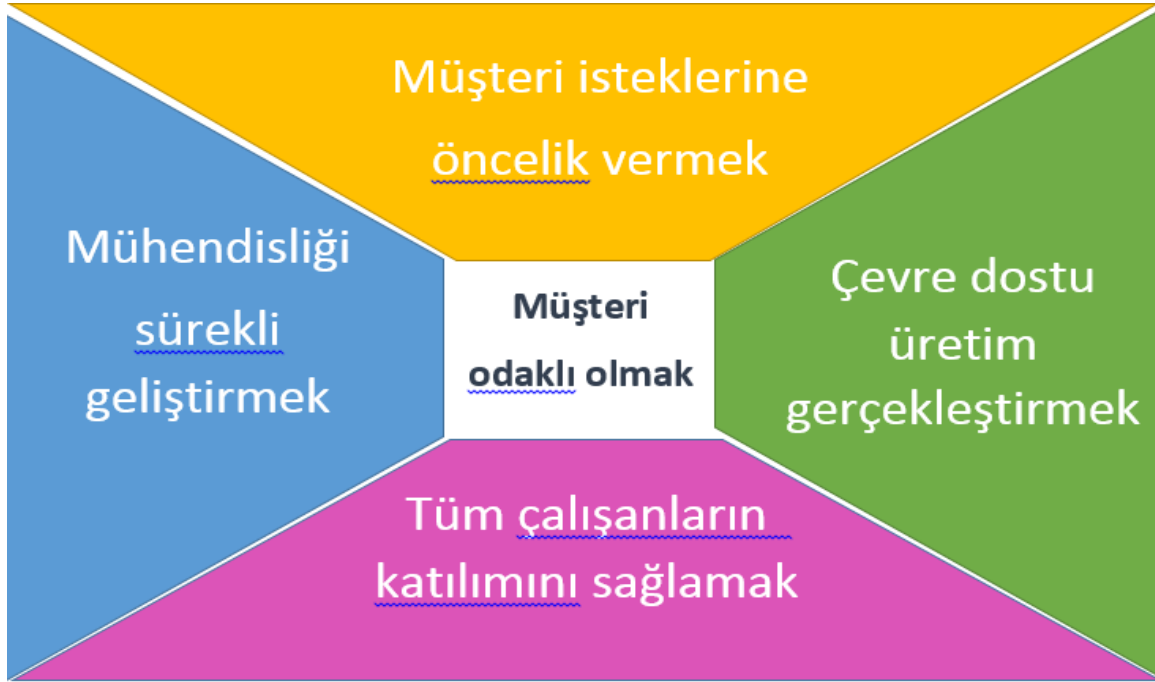 Müşteri isteklerine
öncelik vermek
Mühendisliği
sürekli
geliştirmek
Müşteri
odaklı olmak
Çevre dostu
üretim
gerçekleştirmek
Tüm çalışanların
katılımını sağlamak